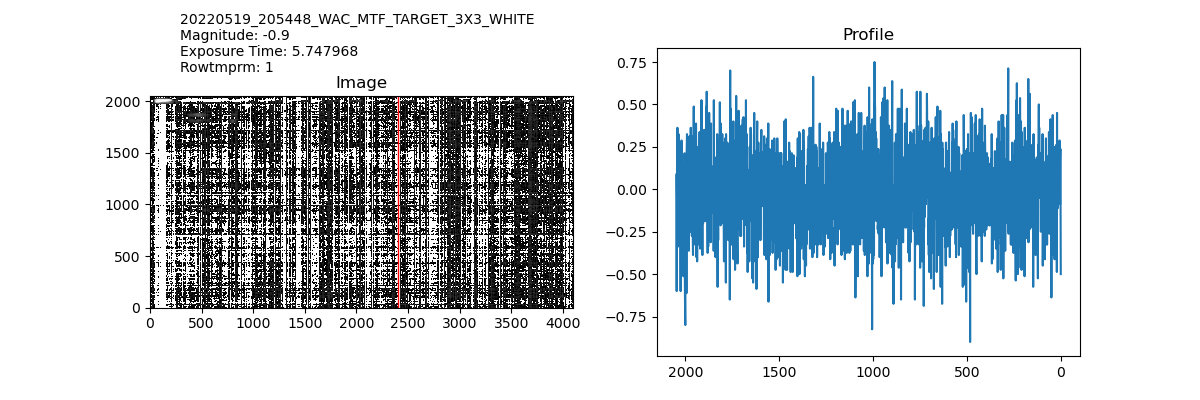 20220519_205448_WAC_MTF_TARGET_3X3_WHITE
Magnitude: -0.9
Exposure Time: 5.747968
Rowtmprm: 1
Image
2000
1500
1000
500
0
0 500 1000 1500 2000 2500 3000 3500 4000
Profile
0.75
0.50
0.25
0.00
−0.25
−0.50
−0.75
2000 1500 1000 500 0